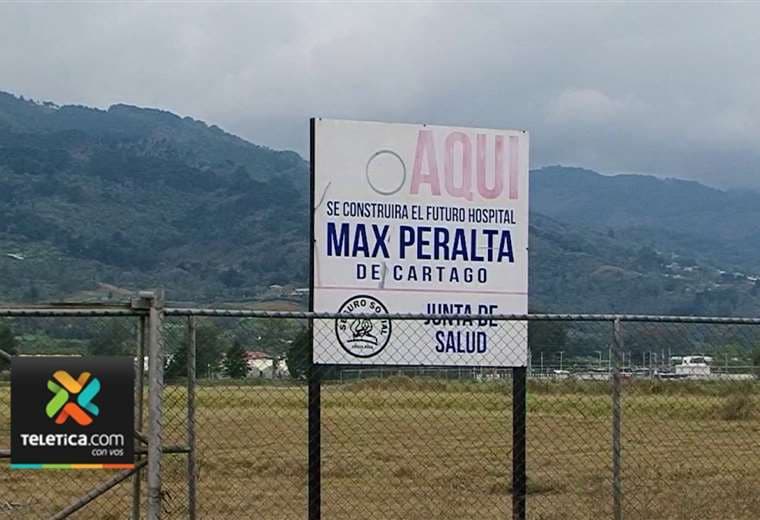 AQUI
SE CONSTRUIRA EL FUTURO HOSPITAL
MAX PERALTA
DE CARTAGO
SEGURO SOCIAL
JUNTA DE
SALUD
TELETICA.COM
con vos